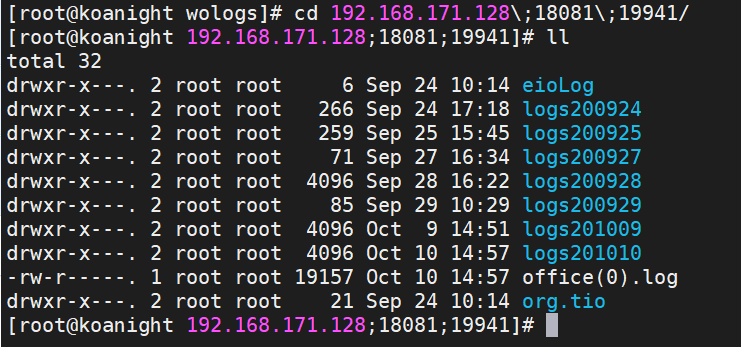 [root@koanight wologs]# cd 192.168.171.128\;18081\;19941/
[root@koanight 192.168.171.128;18081;19941]# ll
total 32
drwxr-x---. 2 root root     6 Sep 24 10:14 eioLog
drwxr-x---. 2 root root   266 Sep 24 17:18 logs200924
drwxr-x---. 2 root root   259 Sep 25 15:45 logs200925
drwxr-x---. 2 root root    71 Sep 27 16:34 logs200927
drwxr-x---. 2 root root  4096 Sep 28 16:22 logs200928
drwxr-x---. 2 root root    85 Sep 29 10:29 logs200929
drwxr-x---. 2 root root  4096 Oct  9 14:51 logs201009
drwxr-x---. 2 root root  4096 Oct 10 14:57 logs201010
-rw-r-----. 1 root root 19157 Oct 10 14:57 office(0).log
drwxr-x---. 2 root root    21 Sep 24 10:14 org.tio
[root@koanight 192.168.171.128;18081;19941]#